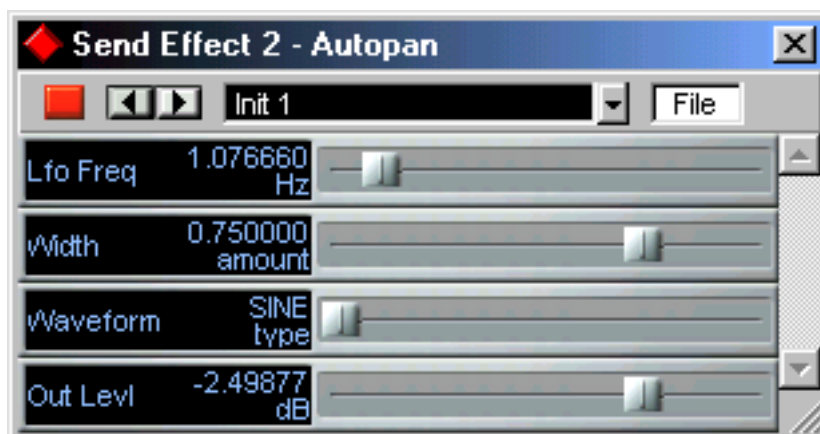 Send Effect 2 - Autopan
Init 1 File
Lfo Freq 1.076660 Hz
Width 0.750000 amount
Waveform SINE type
Out Levl -2.49877 dB